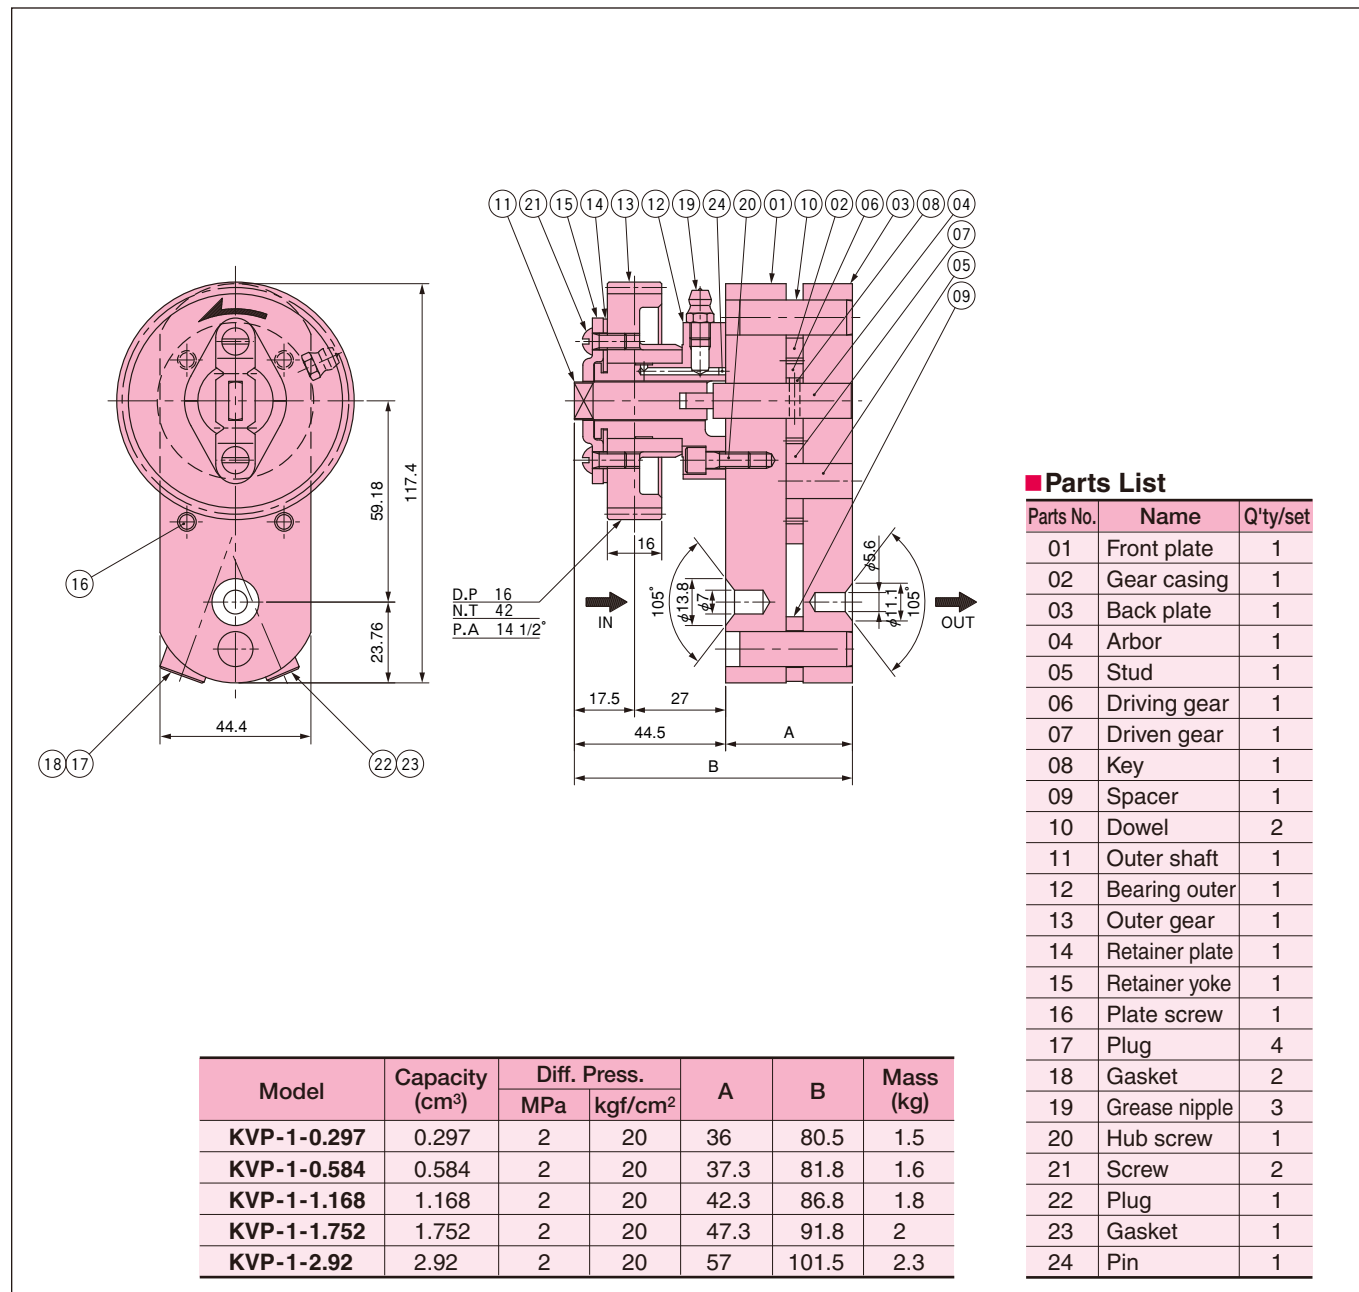 11 21 15 14 13 12 19 24 20 01 10 02 06 03 08 04
07
05
09
59.18
117.4
16
16
D.P 16
N.T 42
P.A 14 1/2°
IN
105°
φ13.8
φ7
φ5.6
φ11.1
105°
OUT
23.76
17.5
27
44.4
44.5
A
18 17
22 23
B
Parts List
Parts No. Name Q'ty/set
01 Front plate 1
02 Gear casing 1
03 Back plate 1
04 Arbor 1
05 Stud 1
06 Driving gear 1
07 Driven gear 1
08 Key 1
09 Spacer 1
10 Dowel 2
11 Outer shaft 1
12 Bearing outer 1
13 Outer gear 1
14 Retainer plate 1
15 Retainer yoke 1
16 Plate screw 1
17 Plug 4
18 Gasket 2
19 Grease nipple 3
20 Hub screw 1
21 Screw 2
22 Plug 1
23 Gasket 1
24 Pin 1
Model Capacity (cm³) Diff. Press. A B Mass (kg)
MPa kgf/cm²
KVP-1-0.297 0.297 2 20 36 80.5 1.5
KVP-1-0.584 0.584 2 20 37.3 81.8 1.6
KVP-1-1.168 1.168 2 20 42.3 86.8 1.8
KVP-1-1.752 1.752 2 20 47.3 91.8 2
KVP-1-2.92 2.92 2 20 57 101.5 2.3